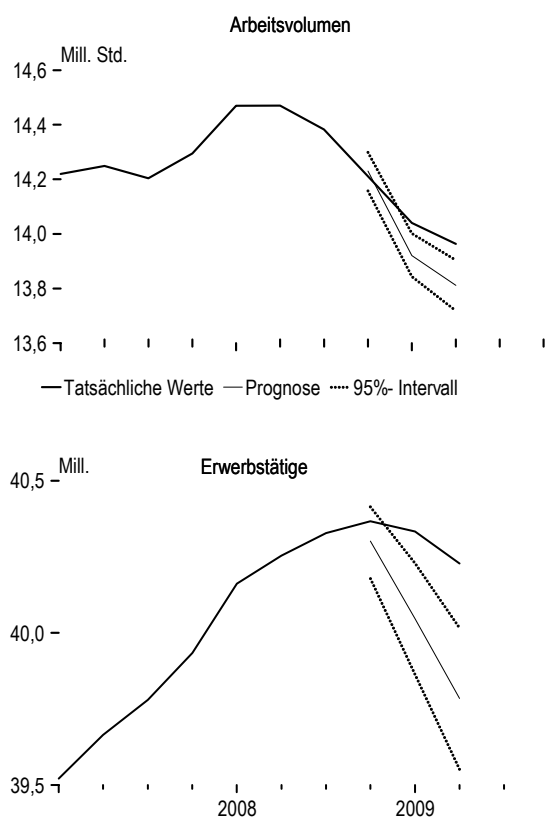 Arbeitsvolumen
Mill. Std.
14,6
14,4
14,2
14,0
13,8
13,6
Tatsächliche Werte Prognose 95%- Intervall
Mill. Erwerbstätige
40,5
40,0
39,5
2008 2009